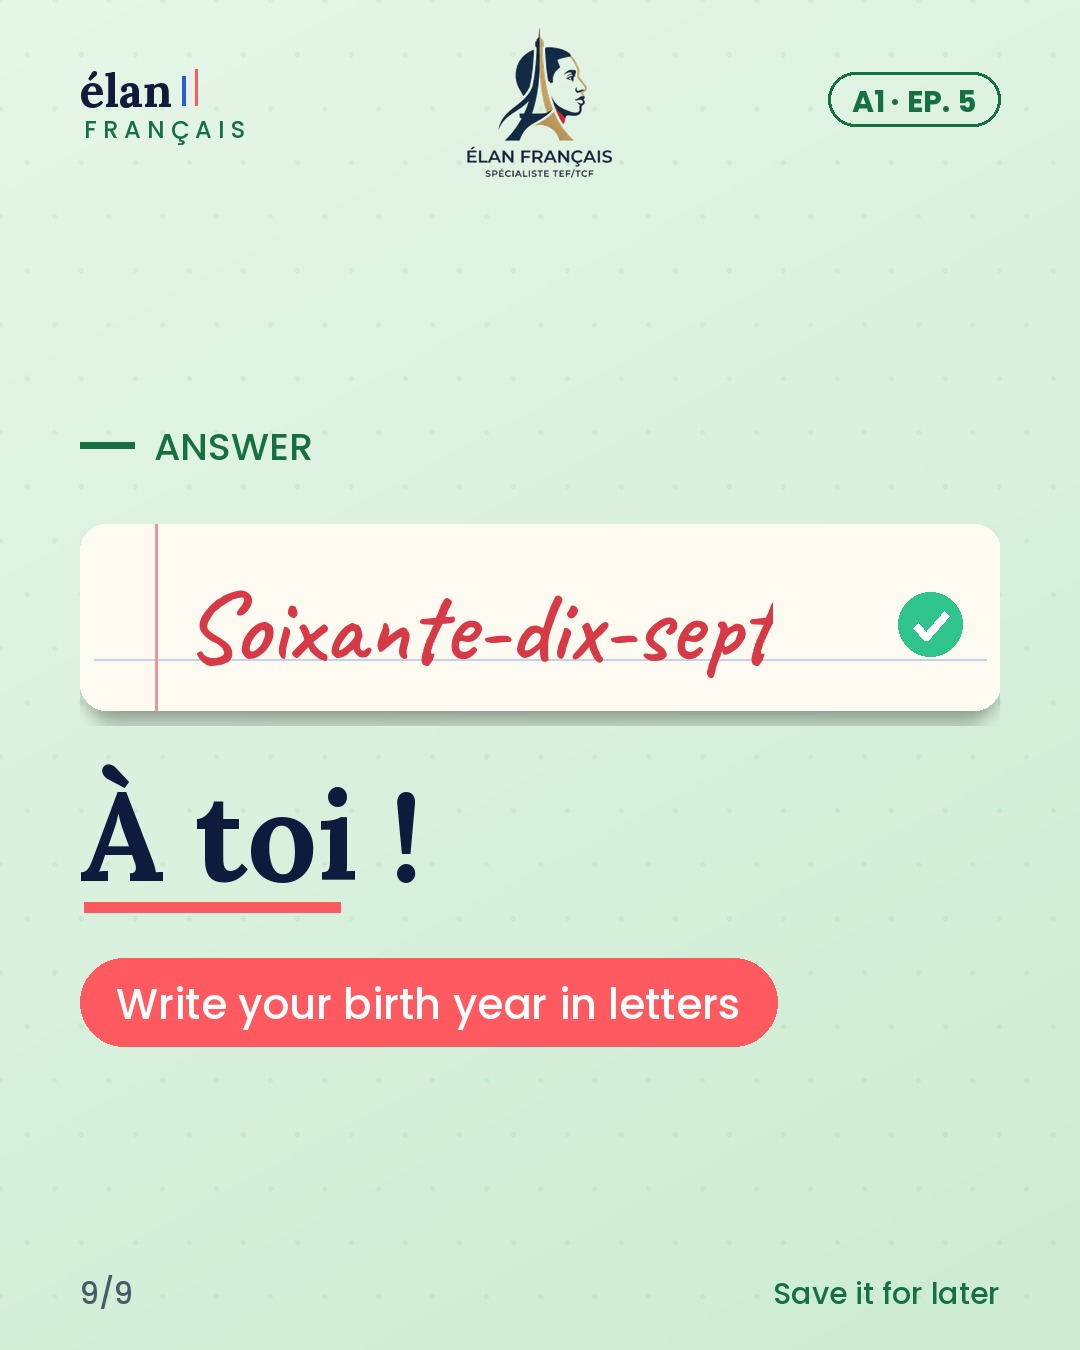 élan
FRANÇAIS
ÉLAN FRANÇAIS
SPÉCIALISTE TEF/TCF
A1 · EP. 5
ANSWER
Soixante-dix-sept
À toi !
Write your birth year in letters
9/9
Save it for later